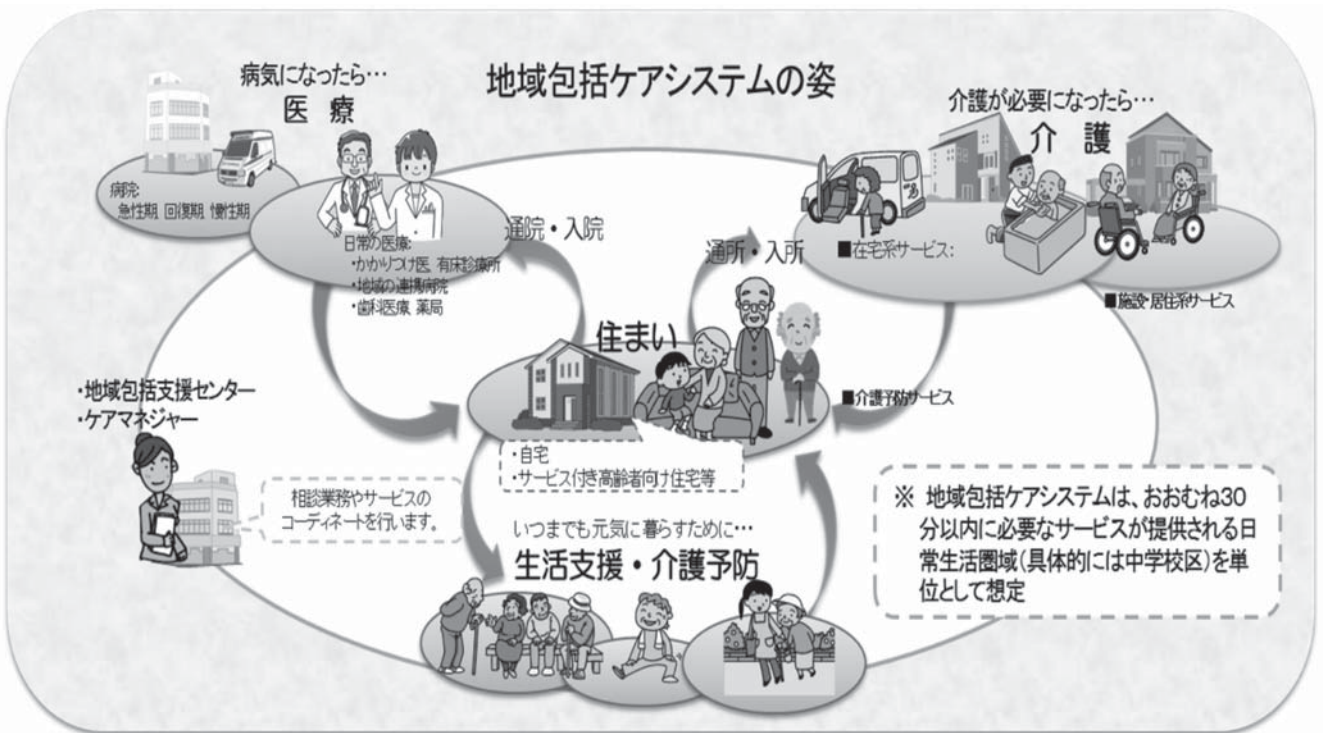 地域包括ケアシステムの姿
病気になったら…
医 療
病院:
急性期 回復期 慢性期
日常の医療:
・かかりつけ医 有床診療所
・地域の連携病院
・歯科医療 薬局
通院・入院
介護が必要になったら…
介 護
通所・入所
■在宅系サービス:
■施設・居住系サービス
■介護予防サービス
住まい
・自宅
・サービス付き高齢者向け住宅等
・地域包括支援センター
・ケアマネジャー
相談業務やサービスの
コーディネートを行います。
いつまでも元気に暮らすために…
生活支援・介護予防
※ 地域包括ケアシステムは、おおむね30
分以内に必要なサービスが提供される日
常生活圏域(具体的には中学校区)を単
位として想定